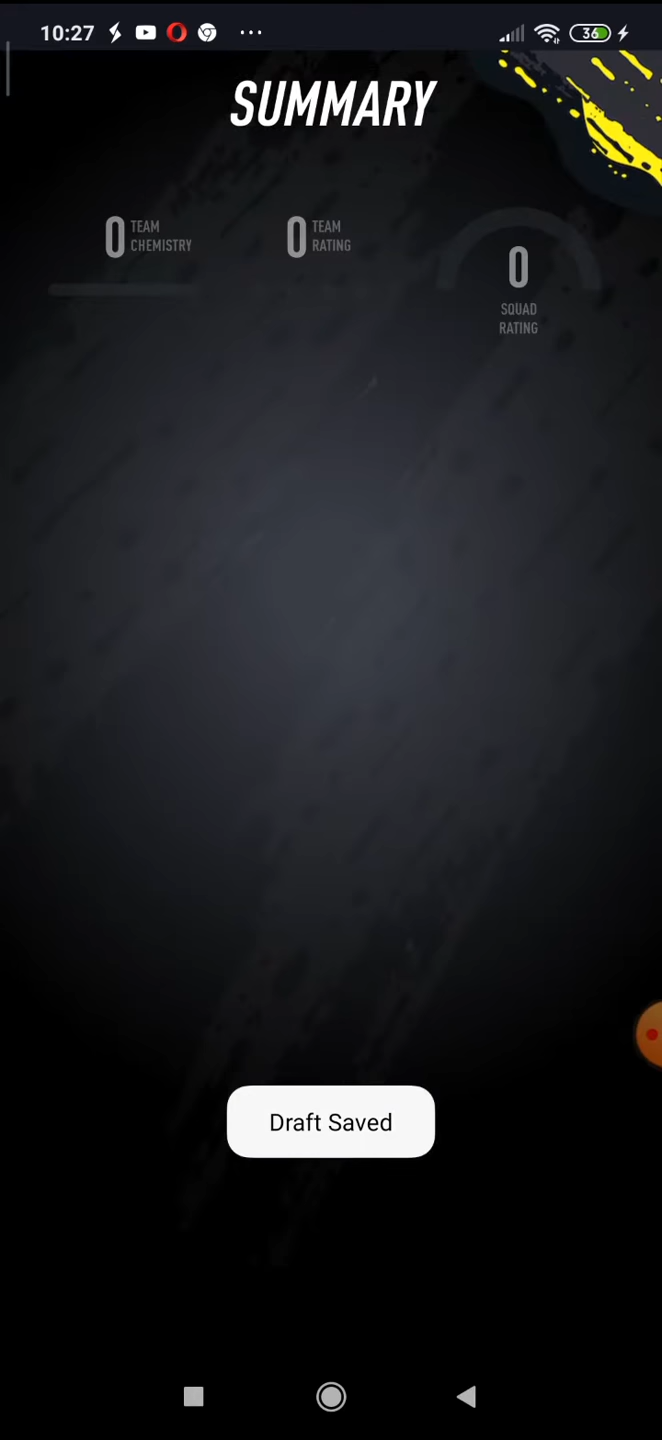 10:27
36
SUMMARY
0 TEAM CHEMISTRY
0 TEAM RATING
0
SQUAD
RATING
Draft Saved